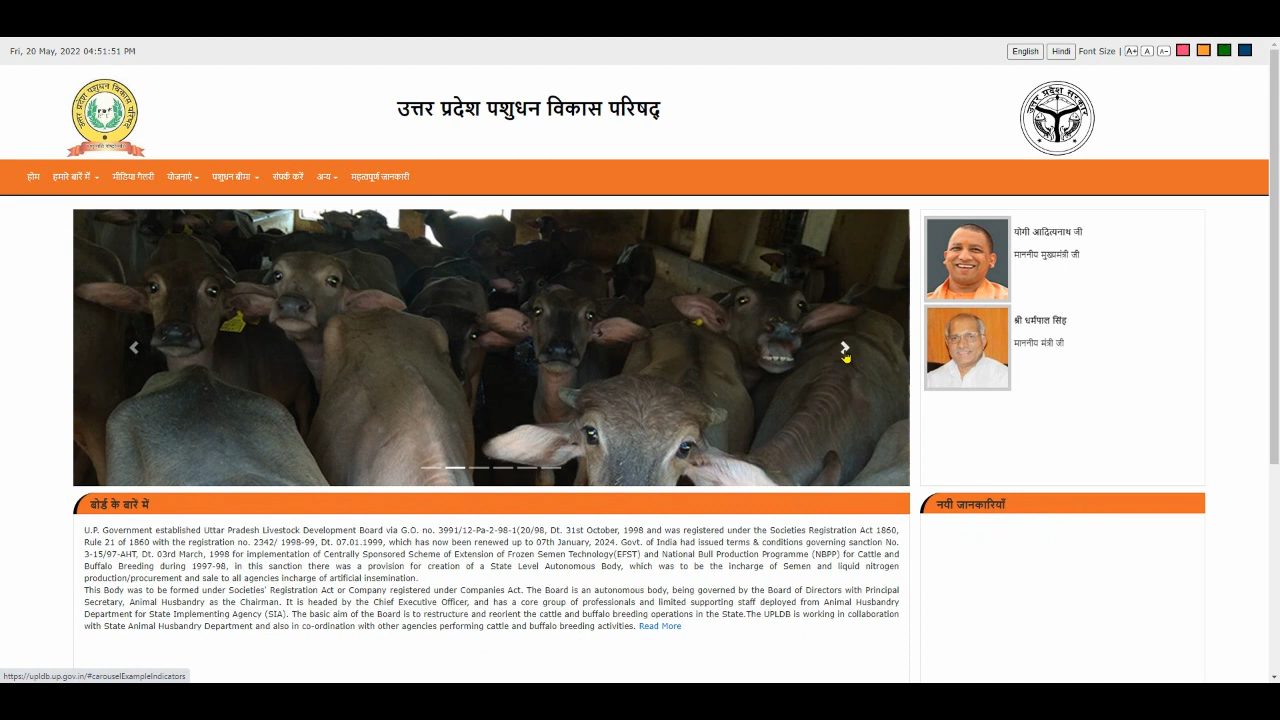 Fri, 20 May, 2022 04:51:51 PM
English Hindi Font Size | A+ A A-
उत्तर प्रदेश पशुधन विकास परिषद्
उत्तर प्रदेश पशुधन विकास परिषद
उत्तर प्रदेश सरकार
होम हमारे बारें में मीडिया गैलरी योजनाएं पशुधन बीमा संपर्क करें अन्य महत्वपूर्ण जानकारी
योगी आदित्यनाथ जी
माननीय मुख्यमंत्री जी
श्री धर्मपाल सिंह
माननीय मंत्री जी
बोर्ड के बारें में
U.P. Government established Uttar Pradesh Livestock Development Board via G.O. no. 3991/12-Pa-2-98-1(20/98, Dt. 31st October, 1998 and was registered under the Societies Registration Act 1860,
Rule 21 of 1860 with the registration no. 2342/ 1998-99, Dt. 07.01.1999, which has now been renewed up to 07th January, 2024. Govt. of India had issued terms & conditions governing sanction No.
3-15/97-AHT, Dt. 03rd March, 1998 for implementation of Centrally Sponsored Scheme of Extension of Frozen Semen Technology(EFST) and National Bull Production Programme (NBPP) for Cattle and
Buffalo Breeding during 1997-98, in this sanction there was a provision for creation of a State Level Autonomous Body, which was to be the incharge of Semen and liquid nitrogen
production/procurement and sale to all agencies incharge of artificial insemination.
This Body was to be formed under Societies' Registration Act or Company registered under Companies Act. The Board is an autonomous body, being governed by the Board of Directors with Principal
Secretary, Animal Husbandry as the Chairman. It is headed by the Chief Executive Officer, and has a core group of professionals and limited supporting staff deployed from Animal Husbandry
Department for State Implementing Agency (SIA). The basic aim of the Board is to restructure and reorient the cattle and buffalo breeding operations in the State.The UPLDB is working in collaboration
with State Animal Husbandry Department and also in co-ordination with other agencies performing cattle and buffalo breeding activities. Read More
नयी जानकारियाँ
https://upldb.up.gov.in/#carouselExampleIndicators